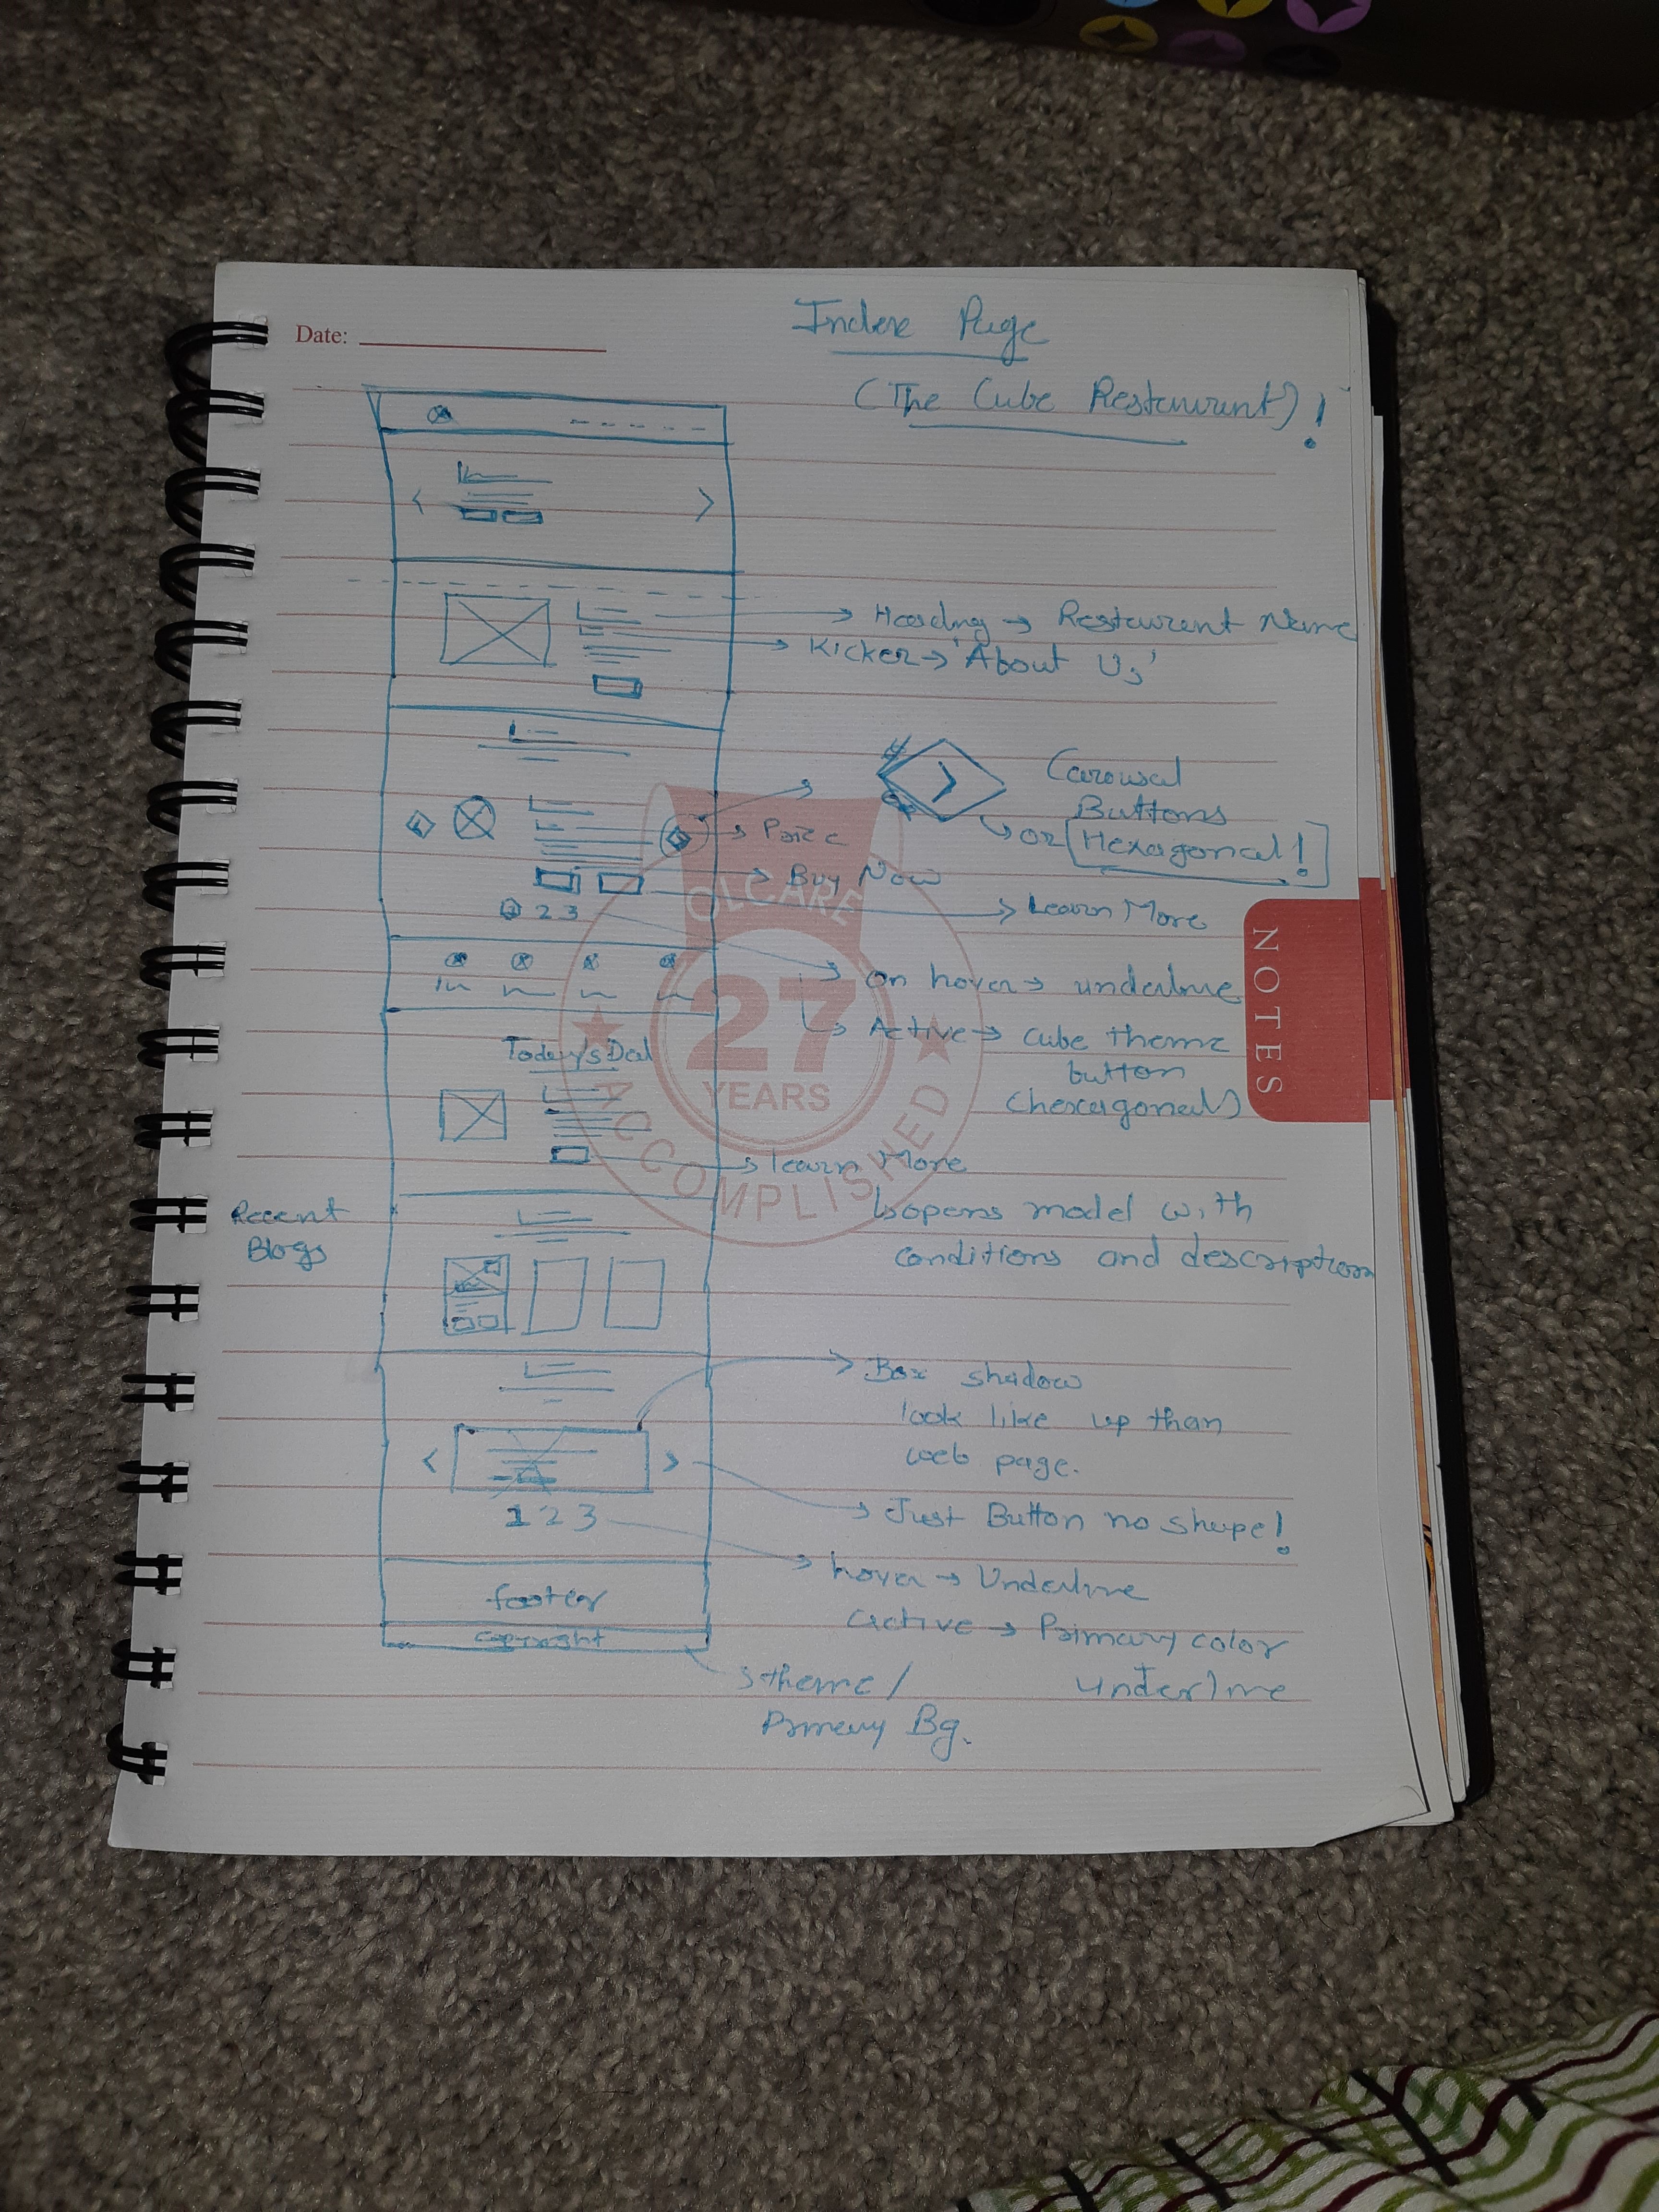 Date:
Index Page
(The Cube Restaurent)!
Heading → Restaurent Name
Kicker → 'About Us'
Carousal
Buttons
→ OR [Hexagonal!]
→ Price
→ Buy Now
→ Learn More
1 2 3
On hover → underline
Active → Cube theme
button
(hexagonal)
Today's Deal
→ learn More
↳ opens model with
conditions and description
Recent
Blogs
→ Box shadow
look like up than
web page.
→ Just Button no shape!
1 2 3
hover → Underline
active → Primary color
underline
footer
copyright
→ theme /
Primary Bg.
OLCARE
27
YEARS
ACCOMPLISHED
NOTES